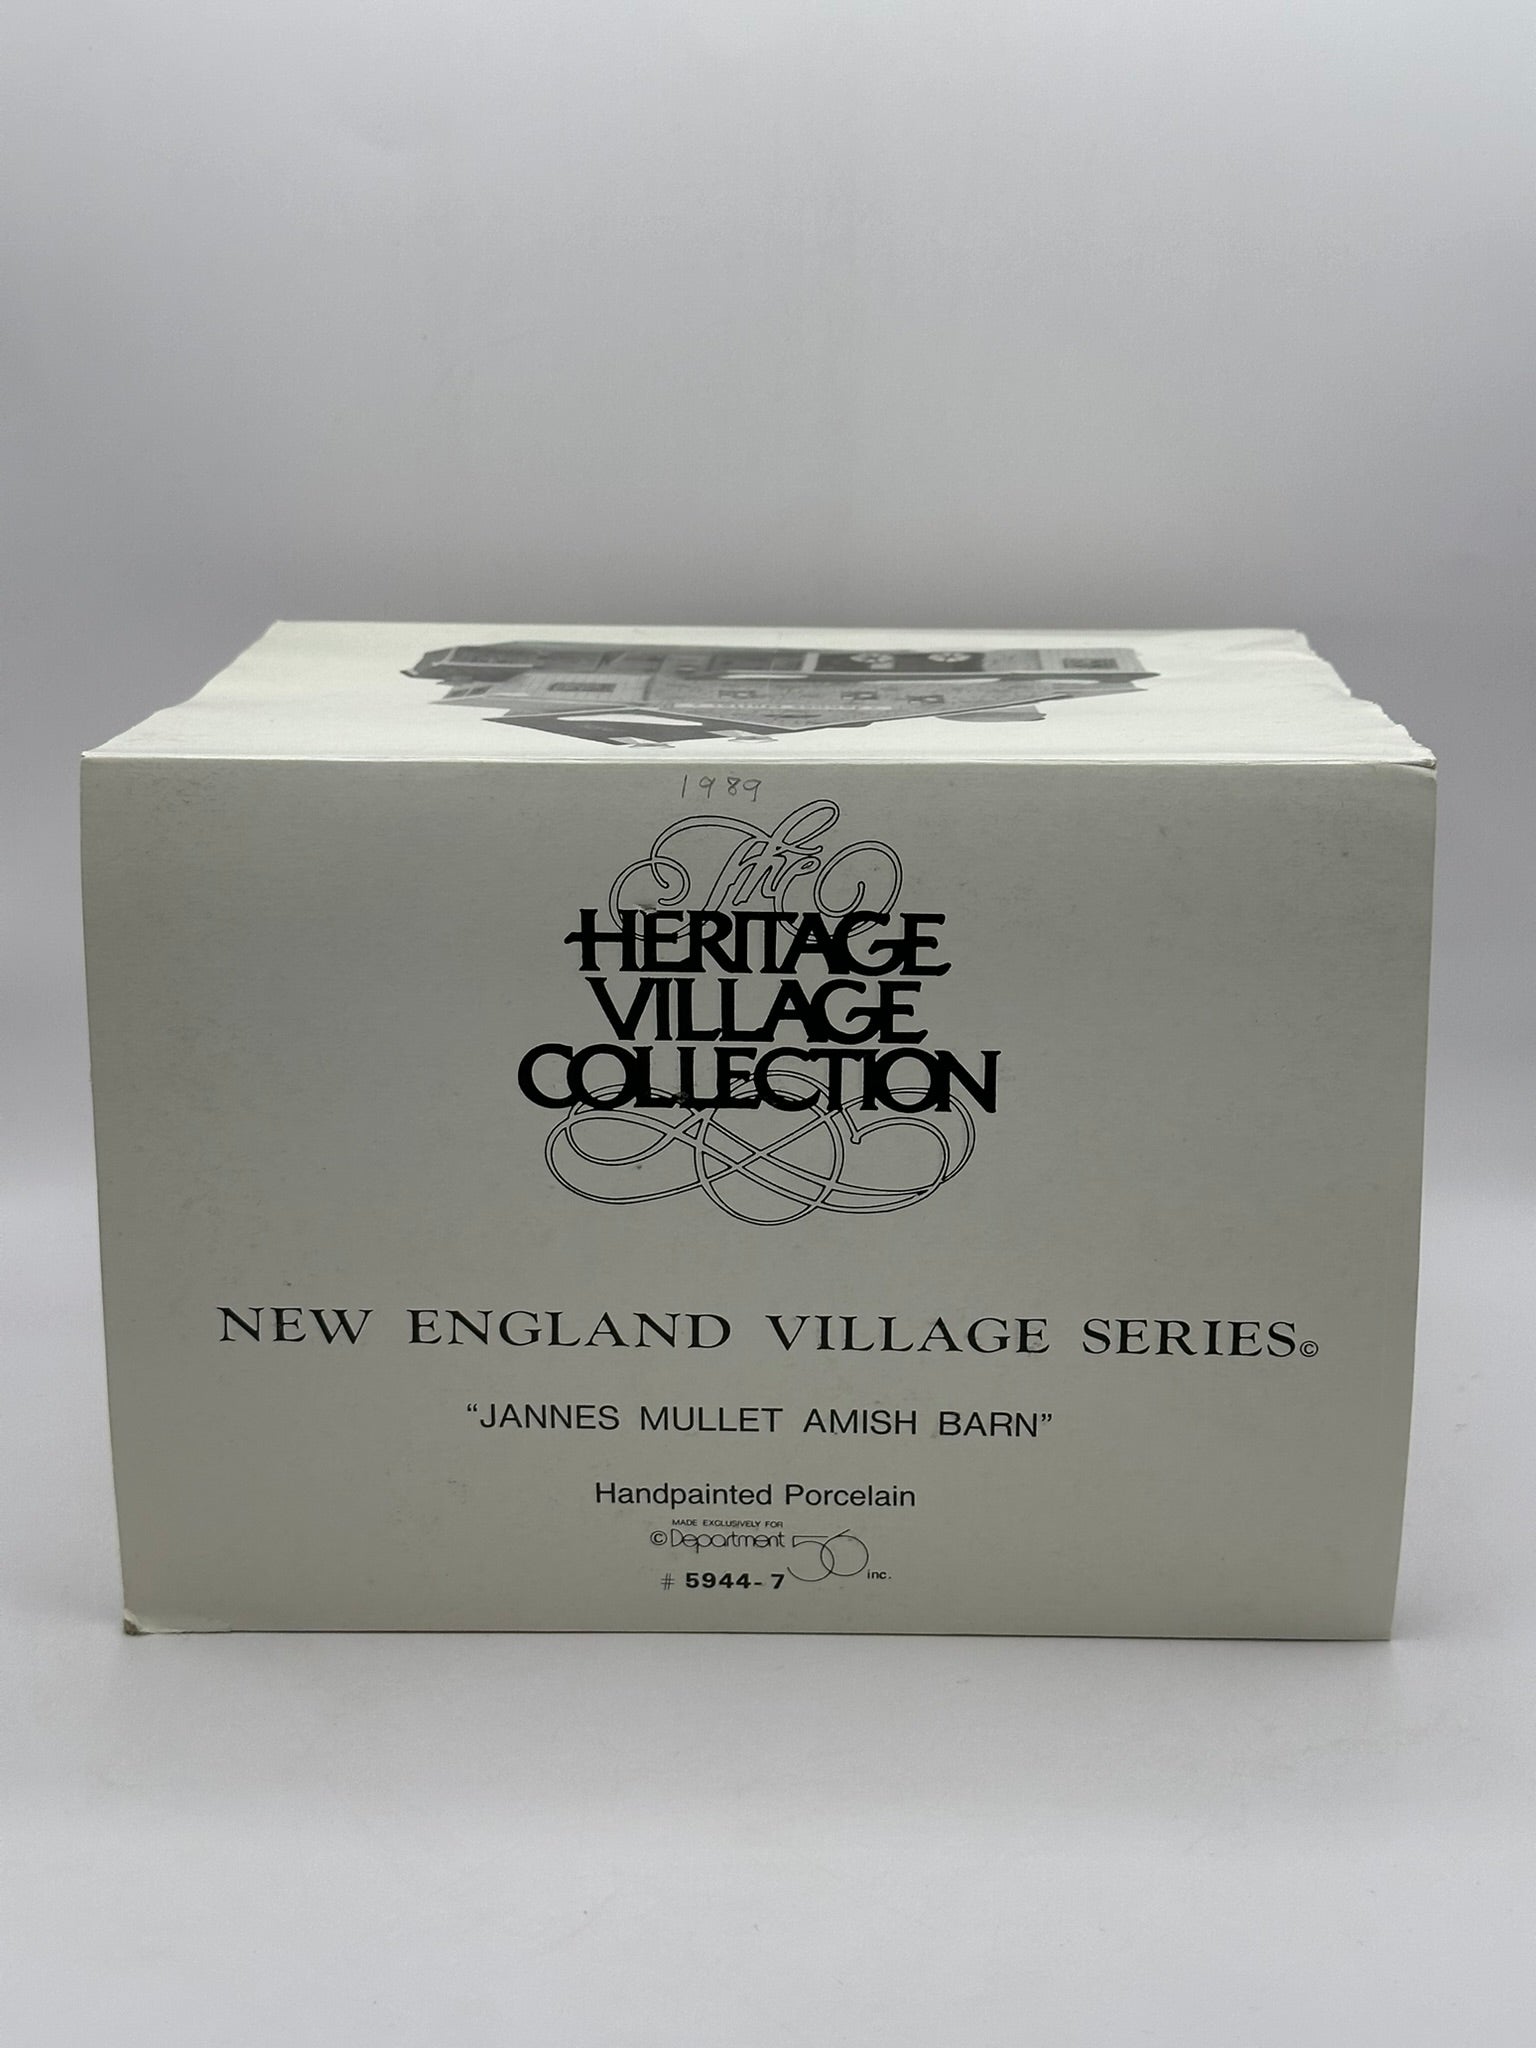 1989
The
HERITAGE
VILLAGE
COLLECTION
NEW ENGLAND VILLAGE SERIES©
“JANNES MULLET AMISH BARN”
Handpainted Porcelain
MADE EXCLUSIVELY FOR
©Department 56 inc.
# 5944-7